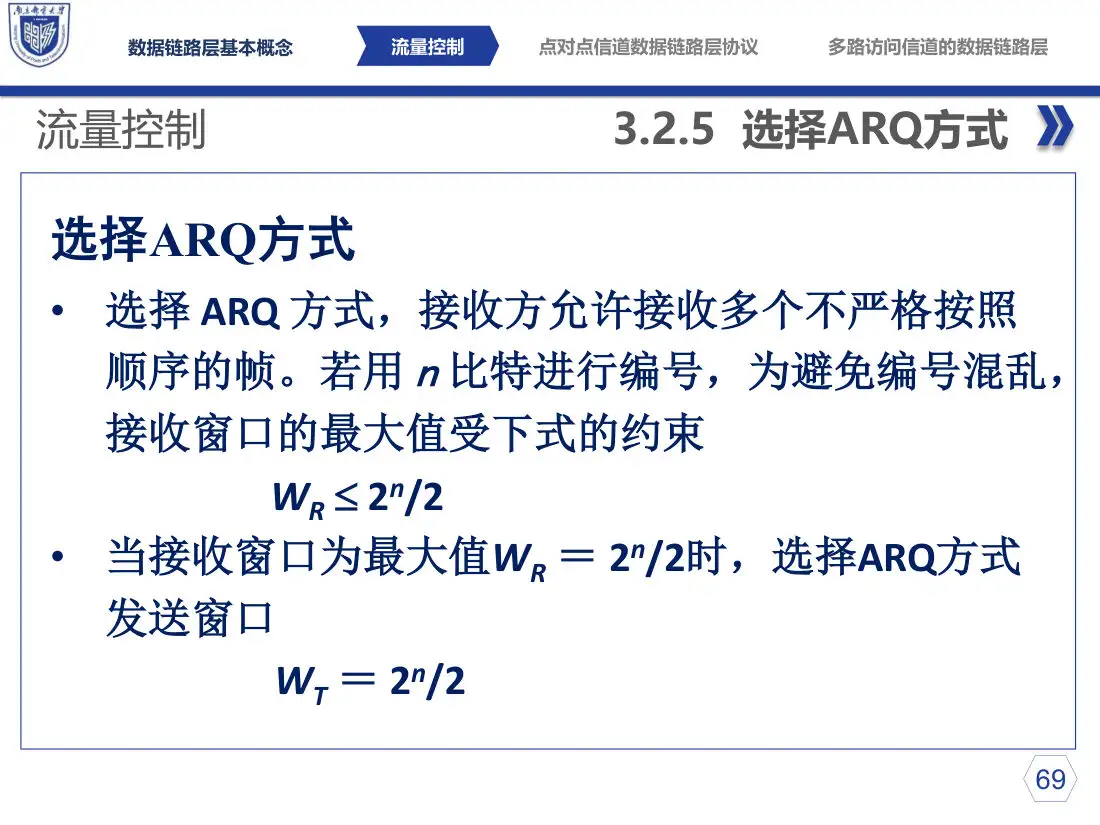 数据链路层基本概念
流量控制
点对点信道数据链路层协议
多路访问信道的数据链路层
流量控制
3.2.5 选择ARQ方式
选择ARQ方式
• 选择 ARQ 方式，接收方允许接收多个不严格按照
顺序的帧。若用 n 比特进行编号，为避免编号混乱，
接收窗口的最大值受下式的约束
W_R ≤ 2ⁿ/2
• 当接收窗口为最大值W_R ＝ 2ⁿ/2时，选择ARQ方式
发送窗口
W_T ＝ 2ⁿ/2
69